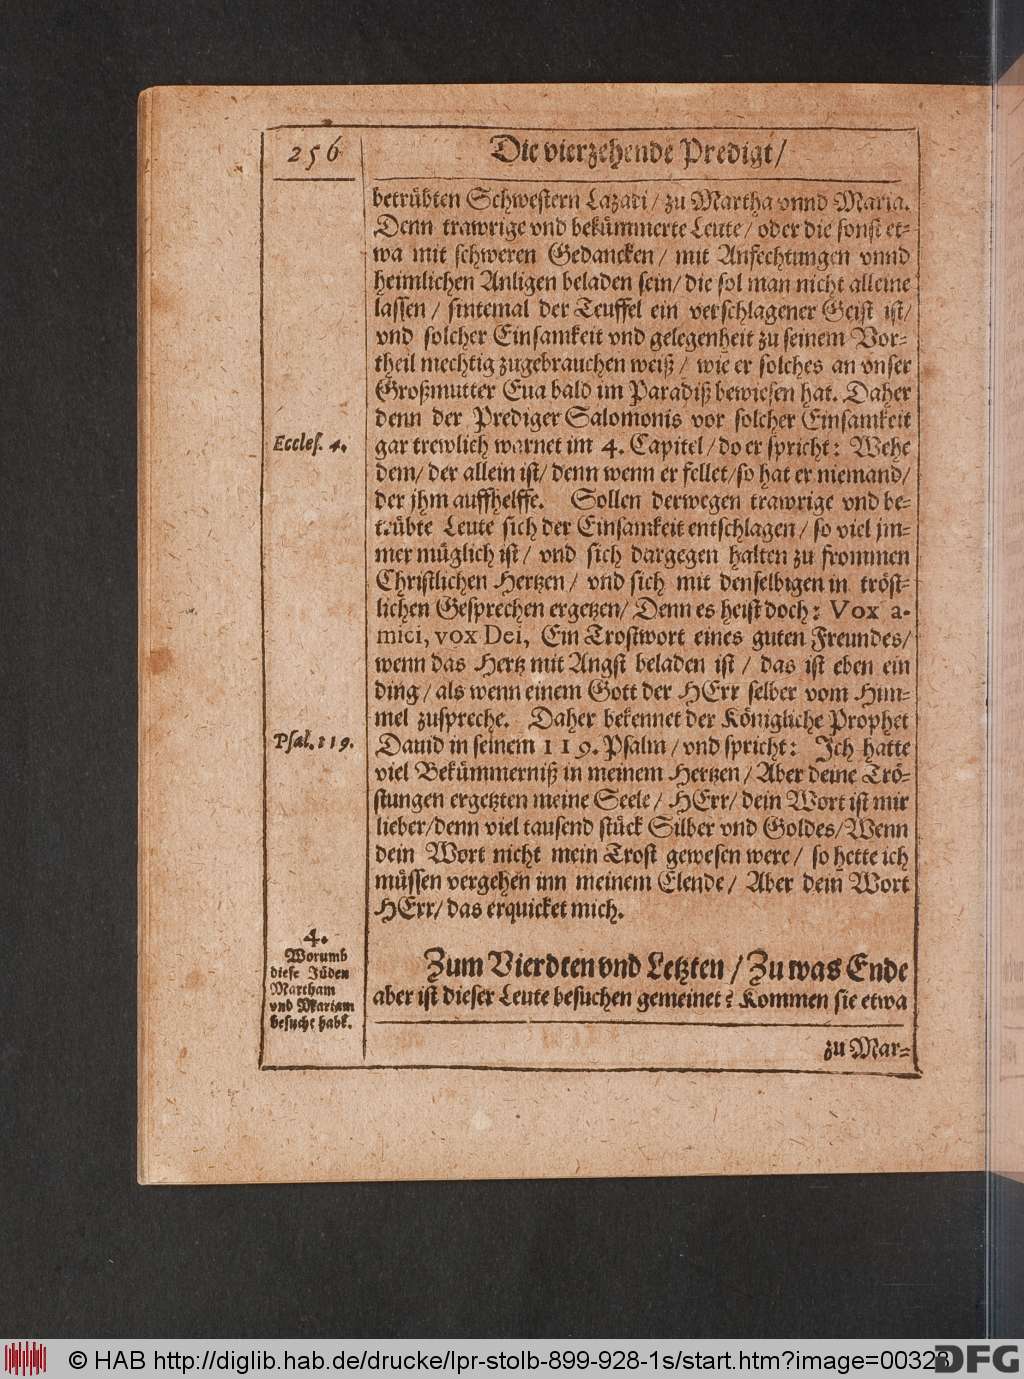 256
Die vierzehende Predigt/
betrübten Schwestern Lazari / zu Martha vnnd Maria.
Denn trawrige vnd bekümmerte Leute / oder die sonst et-
wa mit schweren Gedancken / mit Anfechtungen vnnd
heimlichen Anligen beladen sein/ die sol man nicht alleine
lassen / sintemal der Teuffel ein verschlagener Geist ist/
vnd solcher Einsamkeit vnd gelegenheit zu seinem Vor-
theil mechtig zugebrauchen weiß / wie er solches an vnser
Großmutter Eua bald im Paradiß bewiesen hat. Daher
denn der Prediger Salomonis vor solcher Einsamkeit
Eccles. 4.
gar trewlich warnet im 4. Capitel / do er spricht: Wehe
dem/ der allein ist/ denn wenn er fellet/ so hat er niemand/
der jhm auffhelffe. Sollen derwegen trawrige vnd be-
trübte Leute sich der Einsamkeit entschlagen / so viel jm-
mer müglich ist / vnd sich dargegen halten zu frommen
Christlichen Hertzen / vnd sich mit denselbigen in tröst-
lichen Gesprechen ergetzen/ Denn es heist doch: Vox a-
mici, vox Dei, Ein Trostwort eines guten Freundes/
wenn das Hertz mit Angst beladen ist / das ist eben ein
ding / als wenn einem Gott der HErr selber vom Him-
mel zuspreche. Daher bekennet der Königliche Prophet
Psal. 119.
Dauid in seinem 119. Psalm / vnd spricht: Jch hatte
viel Bekümmerniß in meinem Hertzen / Aber deine Trö-
stungen ergetzten meine Seele / HErr/ dein Wort ist mir
lieber/denn viel tausend stück Silber vnd Goldes/Wenn
dein Wort nicht mein Trost gewesen were / so hette ich
müssen vergehen inn meinem Elende / Aber dein Wort
HErr/ das erquicket mich.
4.
Worumb
diese Jüden
Martham
vnd Mariam
besucht habē.
Zum Vierdten vnd Letzten / Zu was Ende
aber ist dieser Leute besuchen gemeinet? Kommen sie etwa
zu Mar-
© HAB http://diglib.hab.de/drucke/lpr-stolb-899-928-1s/start.htm?image=00328
DFG